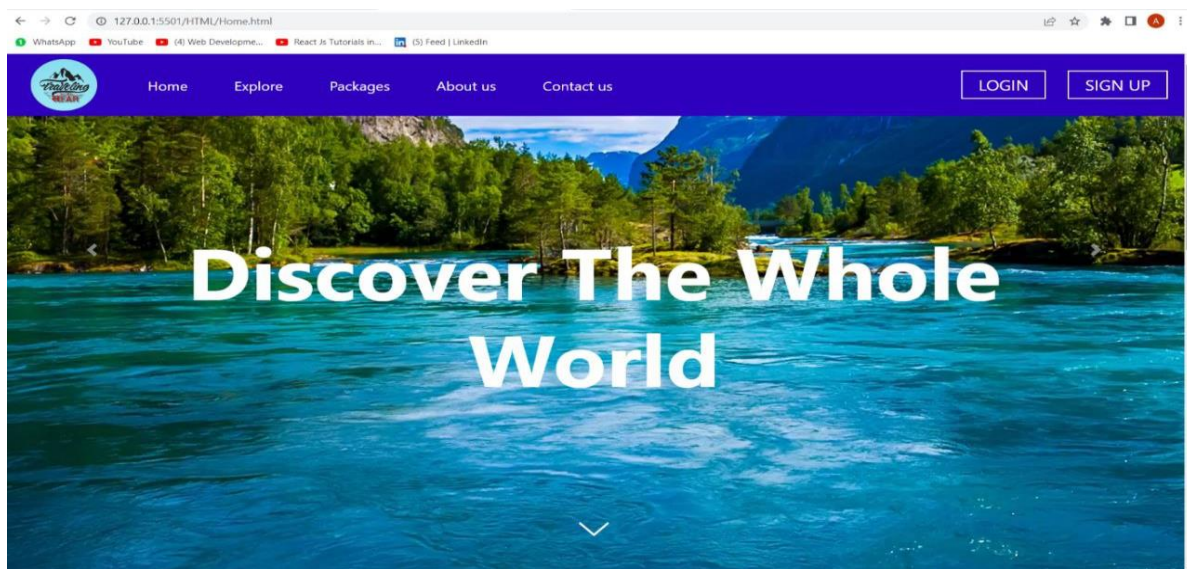 127.0.0.1:5501/HTML/Home.html
A
WhatsApp YouTube (4) Web Developme... React Js Tutorials in... (5) Feed | LinkedIn
Traveling
Home Explore Packages About us Contact us LOGIN SIGN UP
Discover The Whole
World